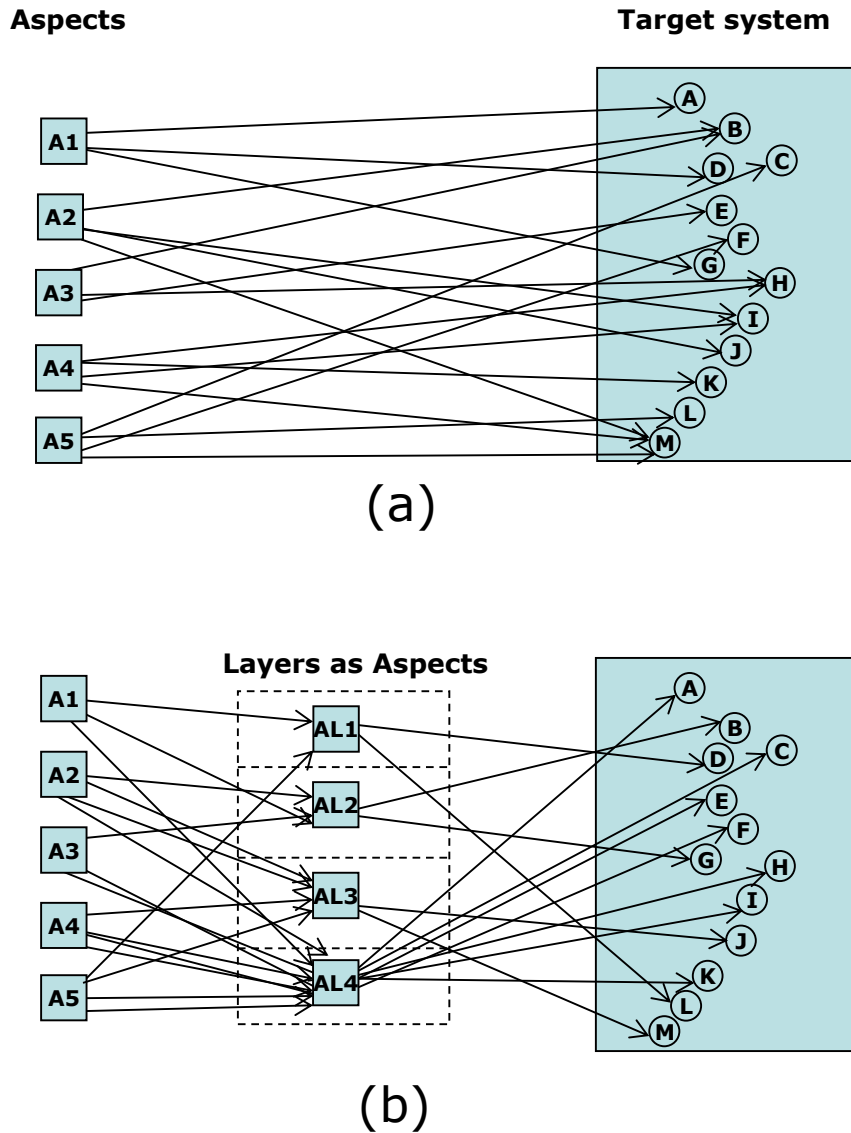 Aspects
Target system
A
B
A1
C
D
A2
E
F
G
A3
H
I
J
A4
K
L
A5
M
(a)
Layers as Aspects
A1
A
AL1
B
D
C
A2
AL2
E
F
A3
G
H
AL3
I
A4
J
AL4
K
A5
L
M
(b)